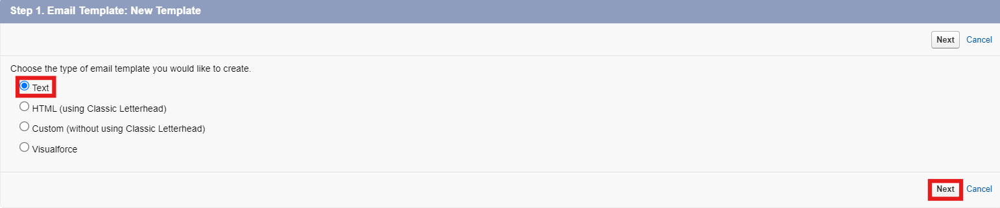 Step 1. Email Template: New Template
Next Cancel
Choose the type of email template you would like to create.
Text
HTML (using Classic Letterhead)
Custom (without using Classic Letterhead)
Visualforce
Next Cancel